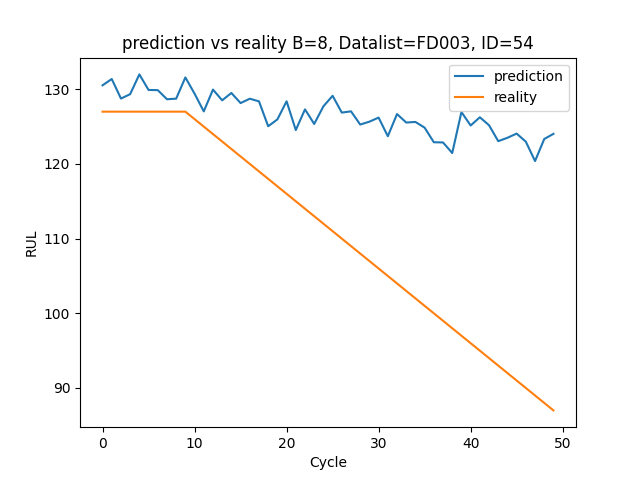 prediction vs reality B=8, Datalist=FD003, ID=54
prediction
reality
130
120
110
100
90
RUL
0
10
20
30
40
50
Cycle